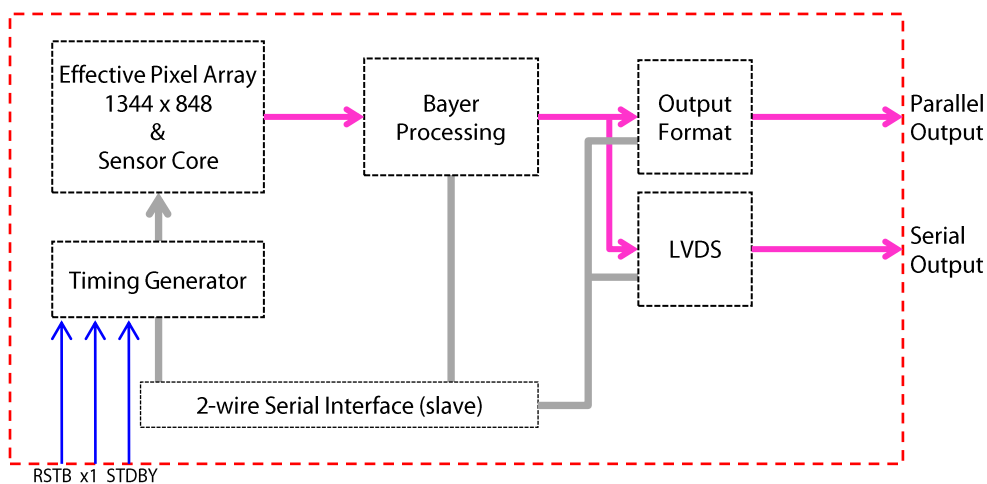 Effective Pixel Array
1344 x 848
&
Sensor Core
Bayer
Processing
Output
Format
Parallel
Output
LVDS
Serial
Output
Timing Generator
2-wire Serial Interface (slave)
RSTB x1 STDBY